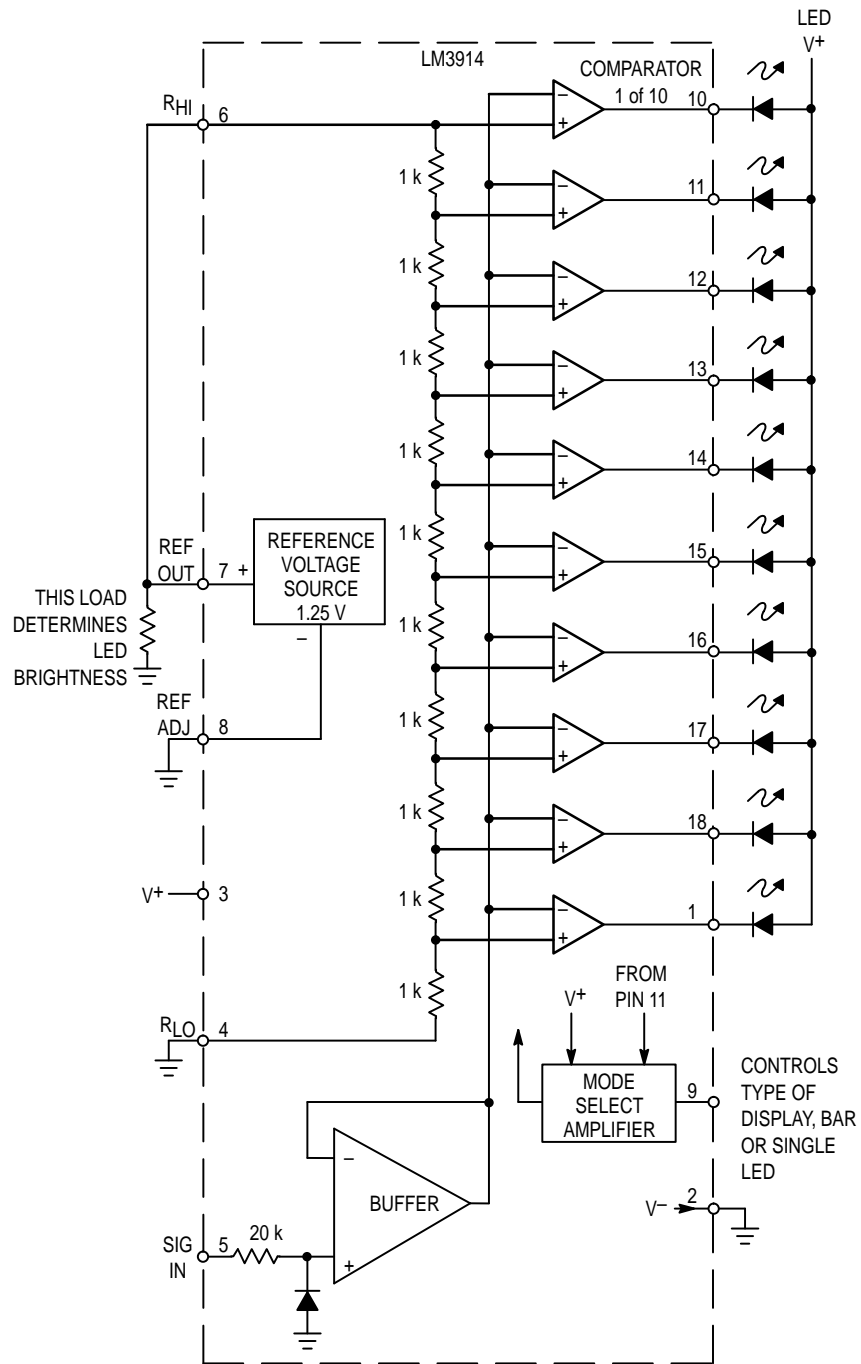 LED
V+
LM3914
COMPARATOR
1 of 10
10
RHI
6
−
+
1 k
11
−
+
1 k
12
−
+
1 k
13
−
+
1 k
14
−
+
1 k
15
−
+
REF
OUT
7 +
REFERENCE
VOLTAGE
SOURCE
1.25 V
−
THIS LOAD
DETERMINES
LED
BRIGHTNESS
1 k
16
−
+
REF
ADJ
8
1 k
17
−
+
1 k
18
−
+
V+
3
1 k
1
−
+
1 k
RLO
4
V+
FROM
PIN 11
MODE
SELECT
AMPLIFIER
9
CONTROLS
TYPE OF
DISPLAY, BAR
OR SINGLE
LED
−
BUFFER
+
V−
2
SIG
IN
5
20 k